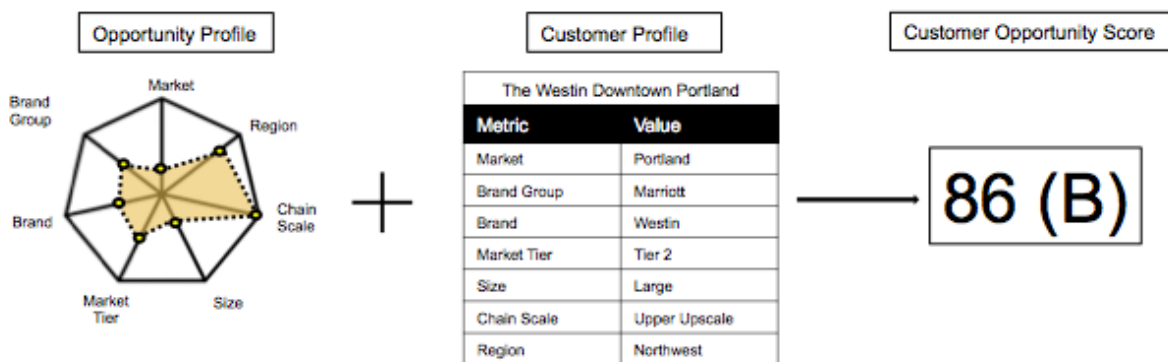 Opportunity Profile
Customer Profile
Customer Opportunity Score
Market
Brand
Group
Region
Brand
Chain
Scale
Market
Tier
Size
The Westin Downtown Portland
Metric Value
Market Portland
Brand Group Marriott
Brand Westin
Market Tier Tier 2
Size Large
Chain Scale Upper Upscale
Region Northwest
+
86 (B)